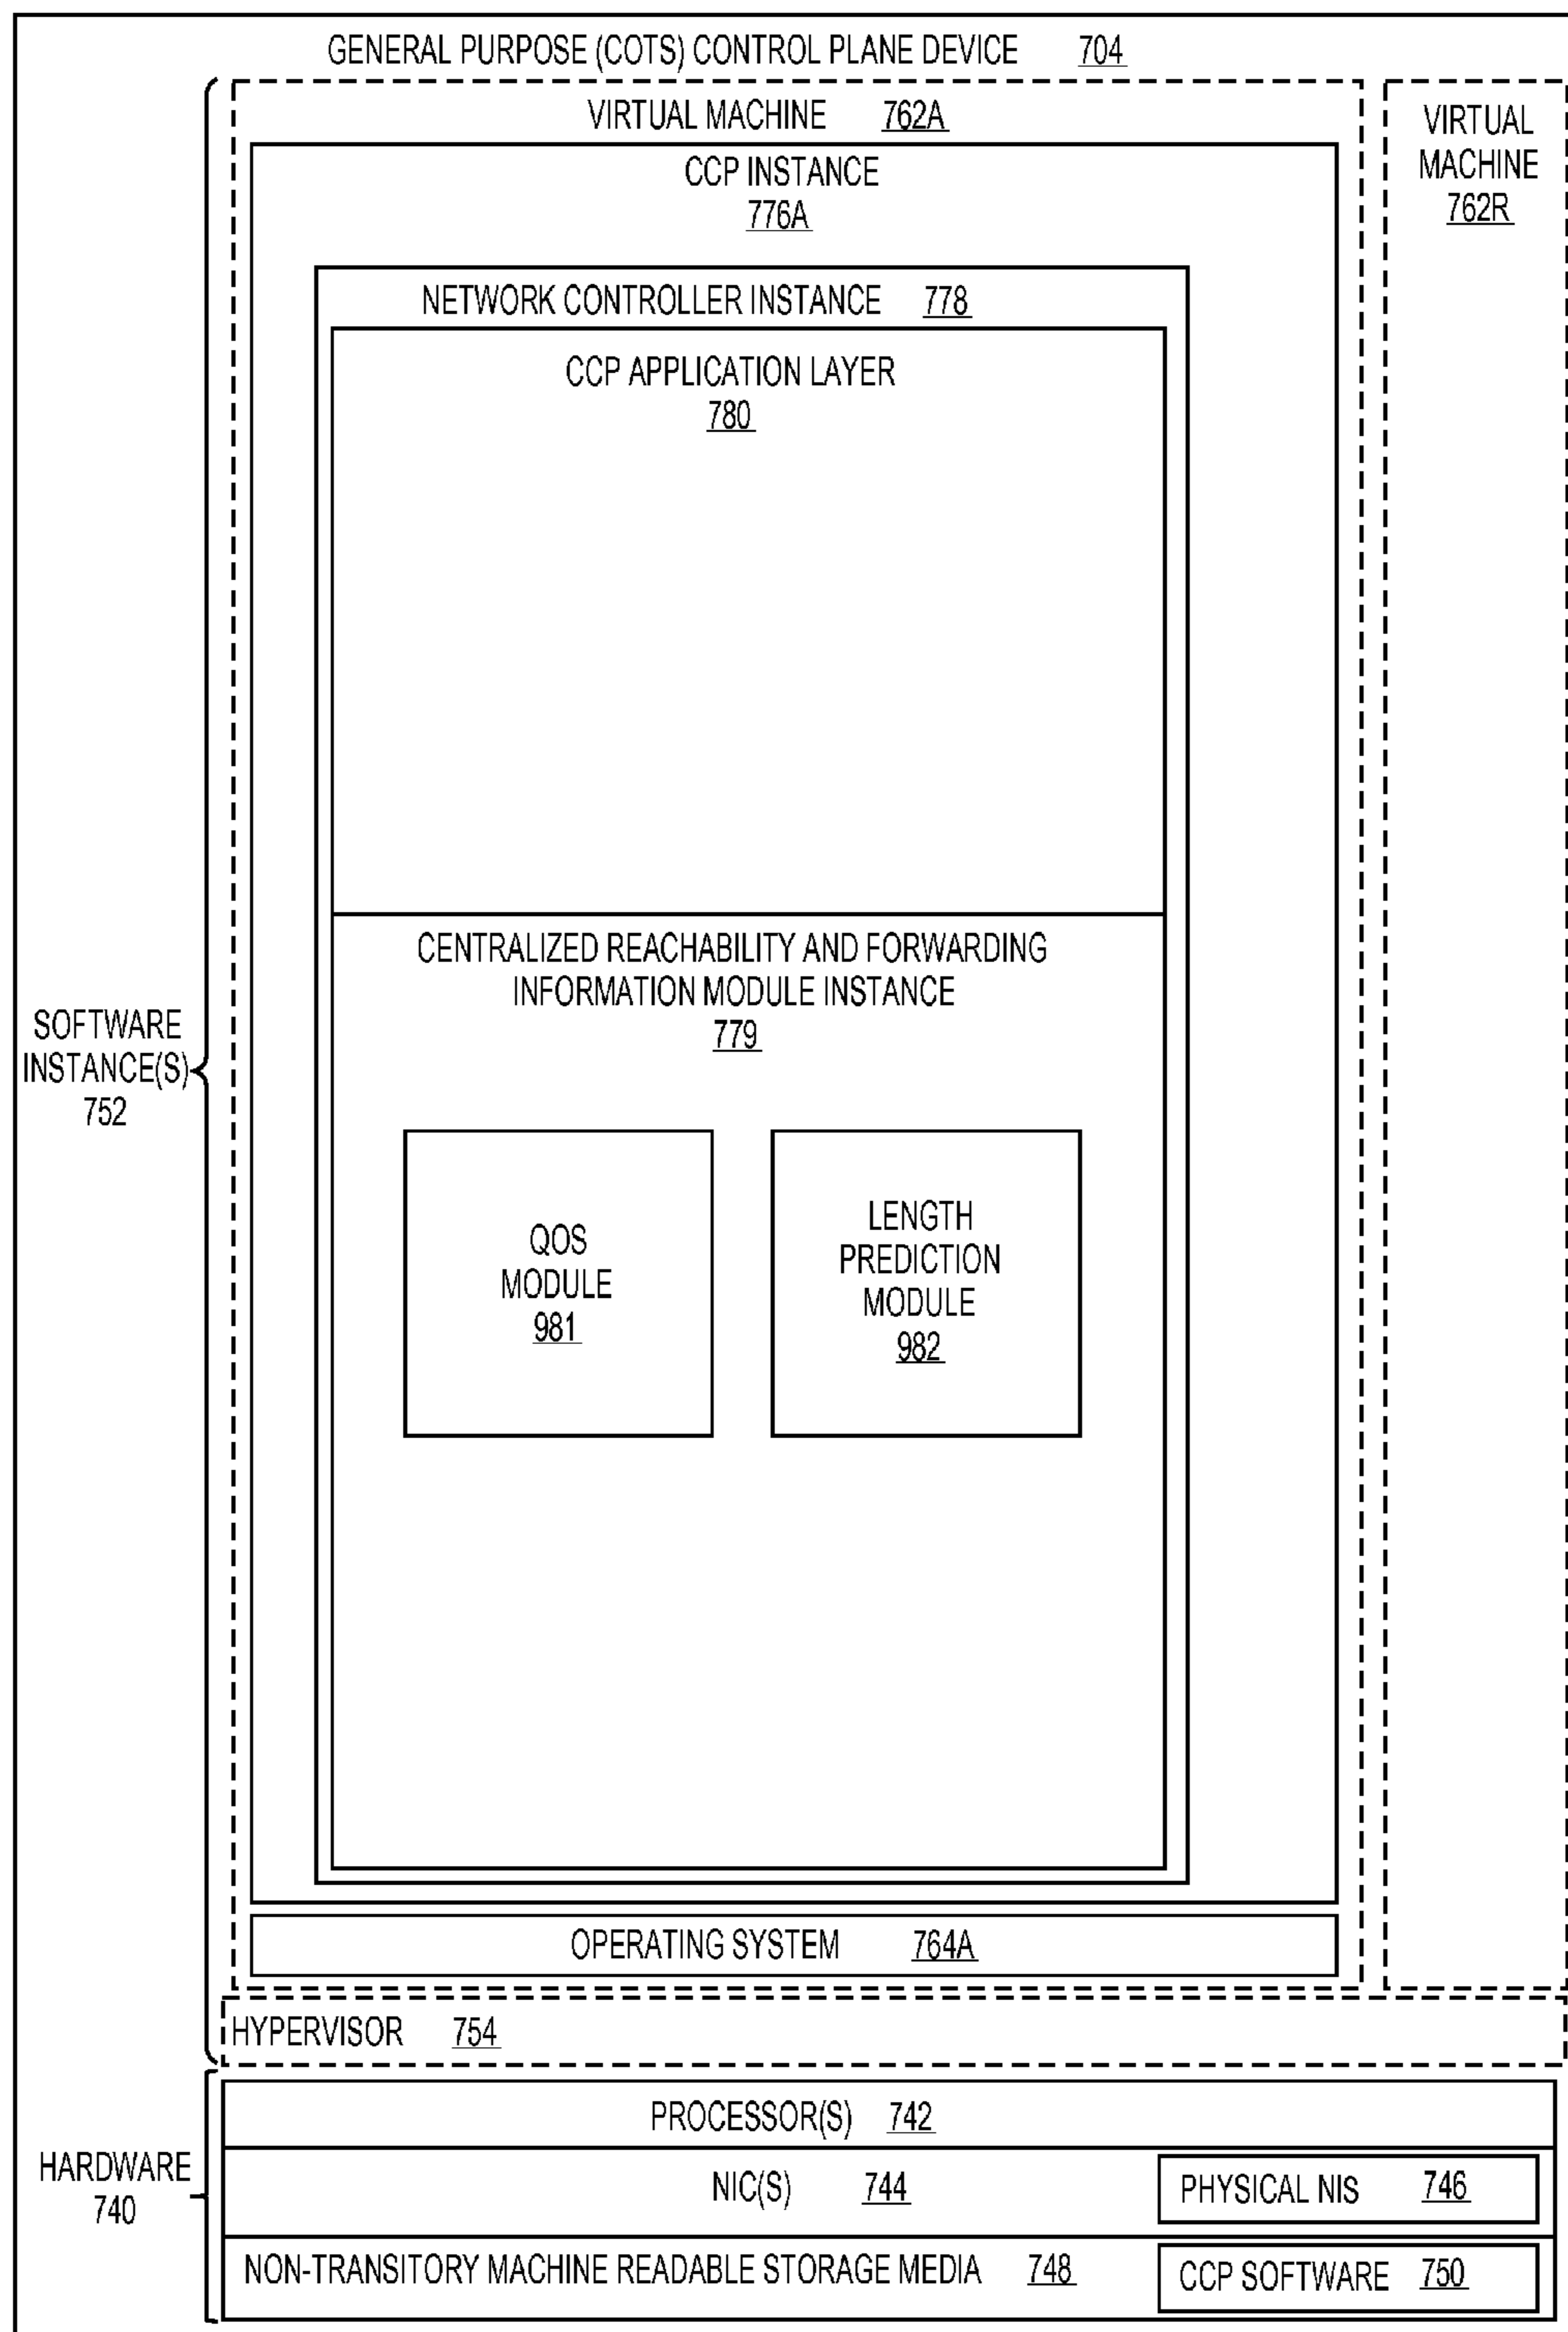 GENERAL PURPOSE (COTS) CONTROL PLANE DEVICE 704
VIRTUAL MACHINE 762A
VIRTUAL
MACHINE
762R
CCP INSTANCE
776A
NETWORK CONTROLLER INSTANCE 778
CCP APPLICATION LAYER
780
CENTRALIZED REACHABILITY AND FORWARDING
INFORMATION MODULE INSTANCE
779
SOFTWARE
INSTANCE(S)
752
QOS
MODULE
981
LENGTH
PREDICTION
MODULE
982
OPERATING SYSTEM 764A
HYPERVISOR 754
HARDWARE
740
PROCESSOR(S) 742
NIC(S) 744
PHYSICAL NIS 746
NON-TRANSITORY MACHINE READABLE STORAGE MEDIA 748
CCP SOFTWARE 750